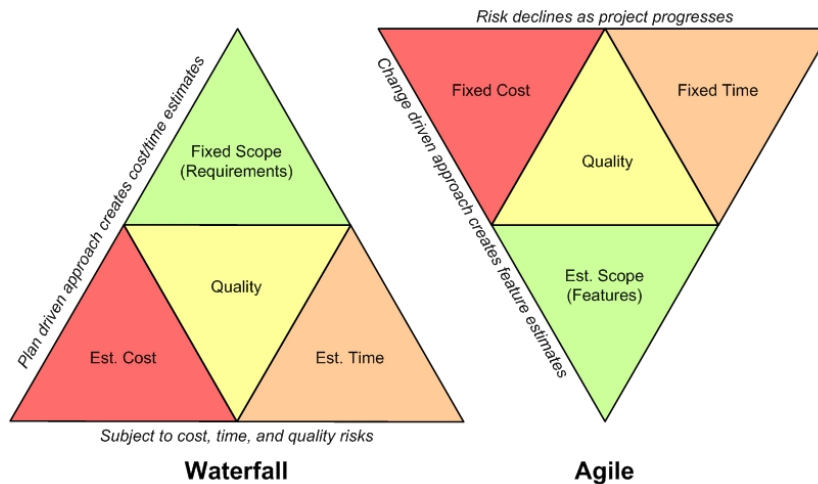 Plan driven approach creates cost/time estimates
Fixed Scope
(Requirements)
Quality
Est. Cost
Est. Time
Subject to cost, time, and quality risks
Waterfall
Risk declines as project progresses
Change driven approach creates feature estimates
Fixed Cost
Fixed Time
Quality
Est. Scope
(Features)
Agile